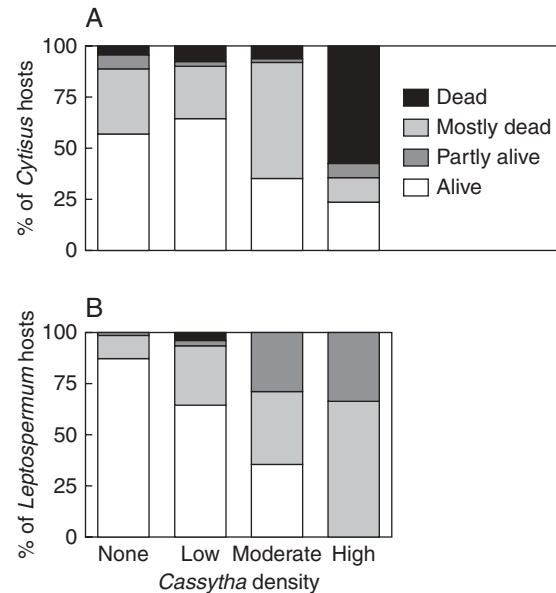 A
100
75
50
25
0
% of Cytisus hosts
Dead
Mostly dead
Partly alive
Alive
B
100
75
50
25
0
% of Leptospermum hosts
None Low Moderate High
Cassytha density